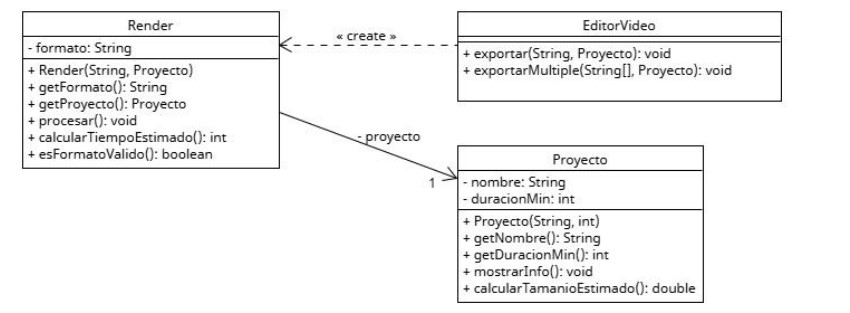 Render
- formato: String
+ Render(String, Proyecto)
+ getFormato(): String
+ getProyecto(): Proyecto
+ procesar(): void
+ calcularTiempoEstimado(): int
+ esFormatoValido(): boolean
« create »
EditorVideo
+ exportar(String, Proyecto): void
+ exportarMultiple(String[], Proyecto): void
- proyecto
1
Proyecto
- nombre: String
- duracionMin: int
+ Proyecto(String, int)
+ getNombre(): String
+ getDuracionMin(): int
+ mostrarInfo(): void
+ calcularTamanioEstimado(): double